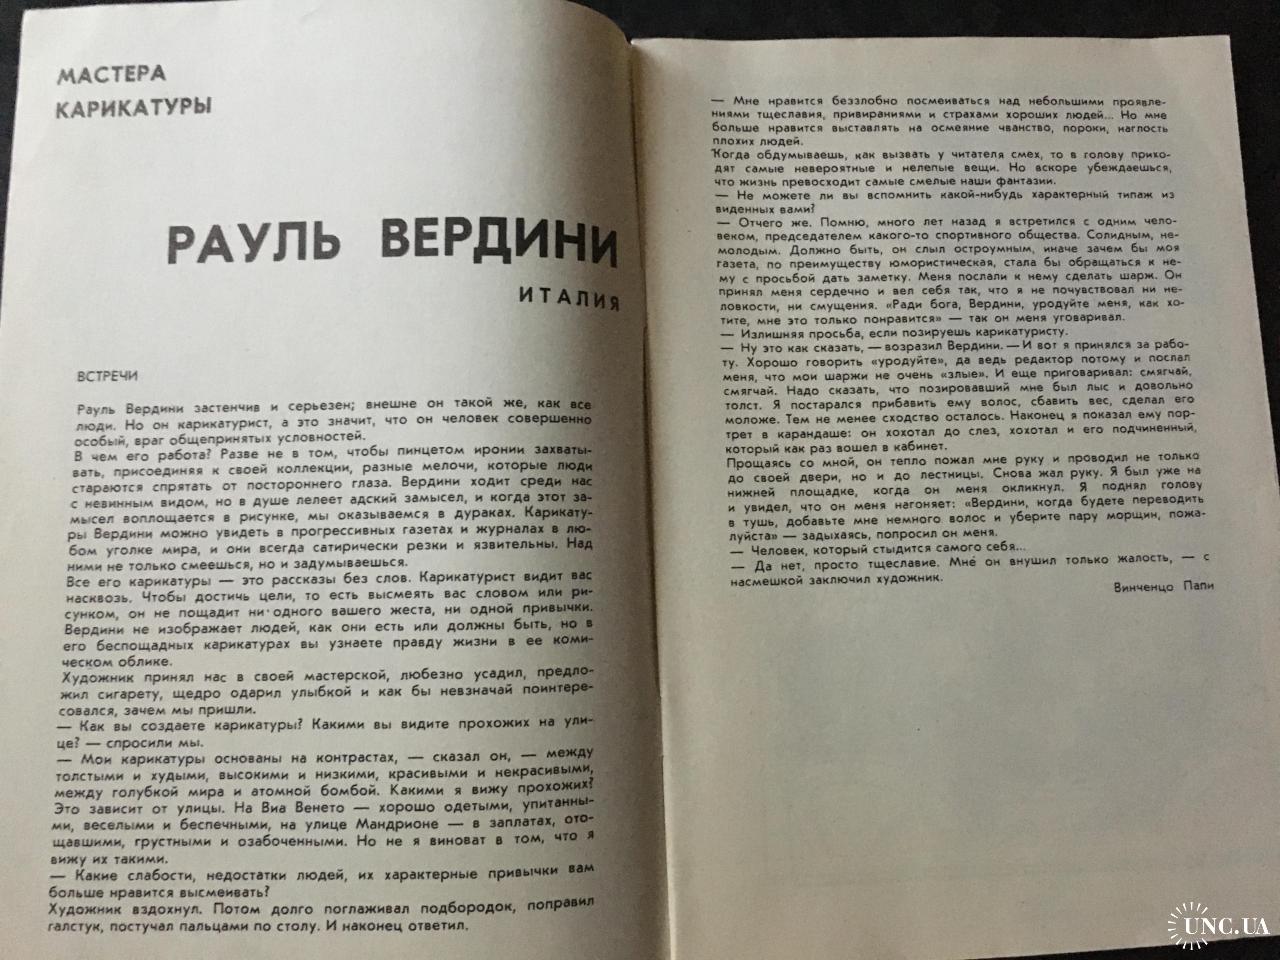 МАСТЕРА
КАРИКАТУРЫ
РАУЛЬ ВЕРДИНИ
ИТАЛИЯ
ВСТРЕЧИ
Рауль Вердини застенчив и серьезен; внешне он такой же, как все
люди. Но он карикатурист, а это значит, что он человек совершенно
особый, враг общепринятых условностей.
В чем его работа? Разве не в том, чтобы пинцетом иронии захваты-
вать, присоединяя к своей коллекции, разные мелочи, которые люди
стараются спрятать от постороннего глаза. Вердини ходит среди нас
с невинным видом, но в душе лелеет адский замысел, и когда этот за-
мысел воплощается в рисунке, мы оказываемся в дураках. Карикату-
ры Вердини можно увидеть в прогрессивных газетах и журналах в лю-
бом уголке мира, и они всегда сатирически резки и язвительны. Над
ними не только смеешься, но и задумываешься.
Все его карикатуры — это рассказы без слов. Карикатурист видит вас
насквозь. Чтобы достичь цели, то есть высмеять вас словом или ри-
сунком, он не пощадит ни одного вашего жеста, ни одной привычки.
Вердини не изображает людей, как они есть или должны быть, но в
его беспощадных карикатурах вы узнаете правду жизни в ее коми-
ческом облике.
Художник принял нас в своей мастерской, любезно усадил, предло-
жил сигарету, щедро одарил улыбкой и как бы невзначай поинтере-
совался, зачем мы пришли.
— Как вы создаете карикатуры? Какими вы видите прохожих на ули-
це? — спросили мы.
— Мои карикатуры основаны на контрастах, — сказал он, — между
толстыми и худыми, высокими и низкими, красивыми и некрасивыми,
между голубкой мира и атомной бомбой. Какими я вижу прохожих?
Это зависит от улицы. На Виа Венето — хорошо одетыми, упитанны-
ми, веселыми и беспечными, на улице Мандрионе — в заплатах, ото-
щавшими, грустными и озабоченными. Но не я виноват в том, что я
вижу их такими.
— Какие слабости, недостатки людей, их характерные привычки вам
больше нравится высмеивать?
Художник вздохнул. Потом долго поглаживал подбородок, поправил
галстук, постучал пальцами по столу. И наконец ответил.
— Мне нравится беззлобно посмеиваться над небольшими проявле-
ниями тщеславия, привираниями и страхами хороших людей... Но мне
больше нравится выставлять на осмеяние чванство, пороки, наглость
плохих людей.
Когда обдумываешь, как вызвать у читателя смех, то в голову прихо-
дят самые невероятные и нелепые вещи. Но вскоре убеждаешься,
что жизнь превосходит самые смелые наши фантазии.
— Не можете ли вы вспомнить какой-нибудь характерный типаж из
виденных вами?
— Отчего же. Помню, много лет назад я встретился с одним чело-
веком, председателем какого-то спортивного общества. Солидным, не-
молодым. Должно быть, он слыл остроумным, иначе зачем бы моя
газета, по преимуществу юмористическая, стала бы обращаться к не-
му с просьбой дать заметку. Меня послали к нему сделать шарж. Он
принял меня сердечно и вел себя так, что я не почувствовал ни не-
ловкости, ни смущения. «Ради бога, Вердини, уродуйте меня, как хо-
тите, мне это только понравится» — так он меня уговаривал.
— Излишняя просьба, если позируешь карикатуристу.
— Ну это как сказать, — возразил Вердини. — И вот я принялся за рабо-
ту. Хорошо говорить «уродуйте», да ведь редактор потому и послал
меня, что мои шаржи не очень «злые». И еще приговаривал: смягчай,
смягчай. Надо сказать, что позировавший мне был лыс и довольно
толст. Я постарался прибавить ему волос, сбавить вес, сделал его
моложе. Тем не менее сходство осталось. Наконец я показал ему пор-
трет в карандаше: он хохотал до слез, хохотал и его подчиненный,
который как раз вошел в кабинет.
Прощаясь со мной, он тепло пожал мне руку и проводил не только
до своей двери, но и до лестницы. Снова жал руку. Я был уже на
нижней площадке, когда он меня окликнул. Я поднял голову
и увидел, что он меня нагоняет: «Вердини, когда будете переводить
в тушь, добавьте мне немного волос и уберите пару морщин, пожа-
луйста» — задыхаясь, попросил он меня.
— Человек, который стыдится самого себя...
— Да нет, просто тщеславие. Мне он внушил только жалость, — с
насмешкой заключил художник.
Винченцо Папи
UNC.UA